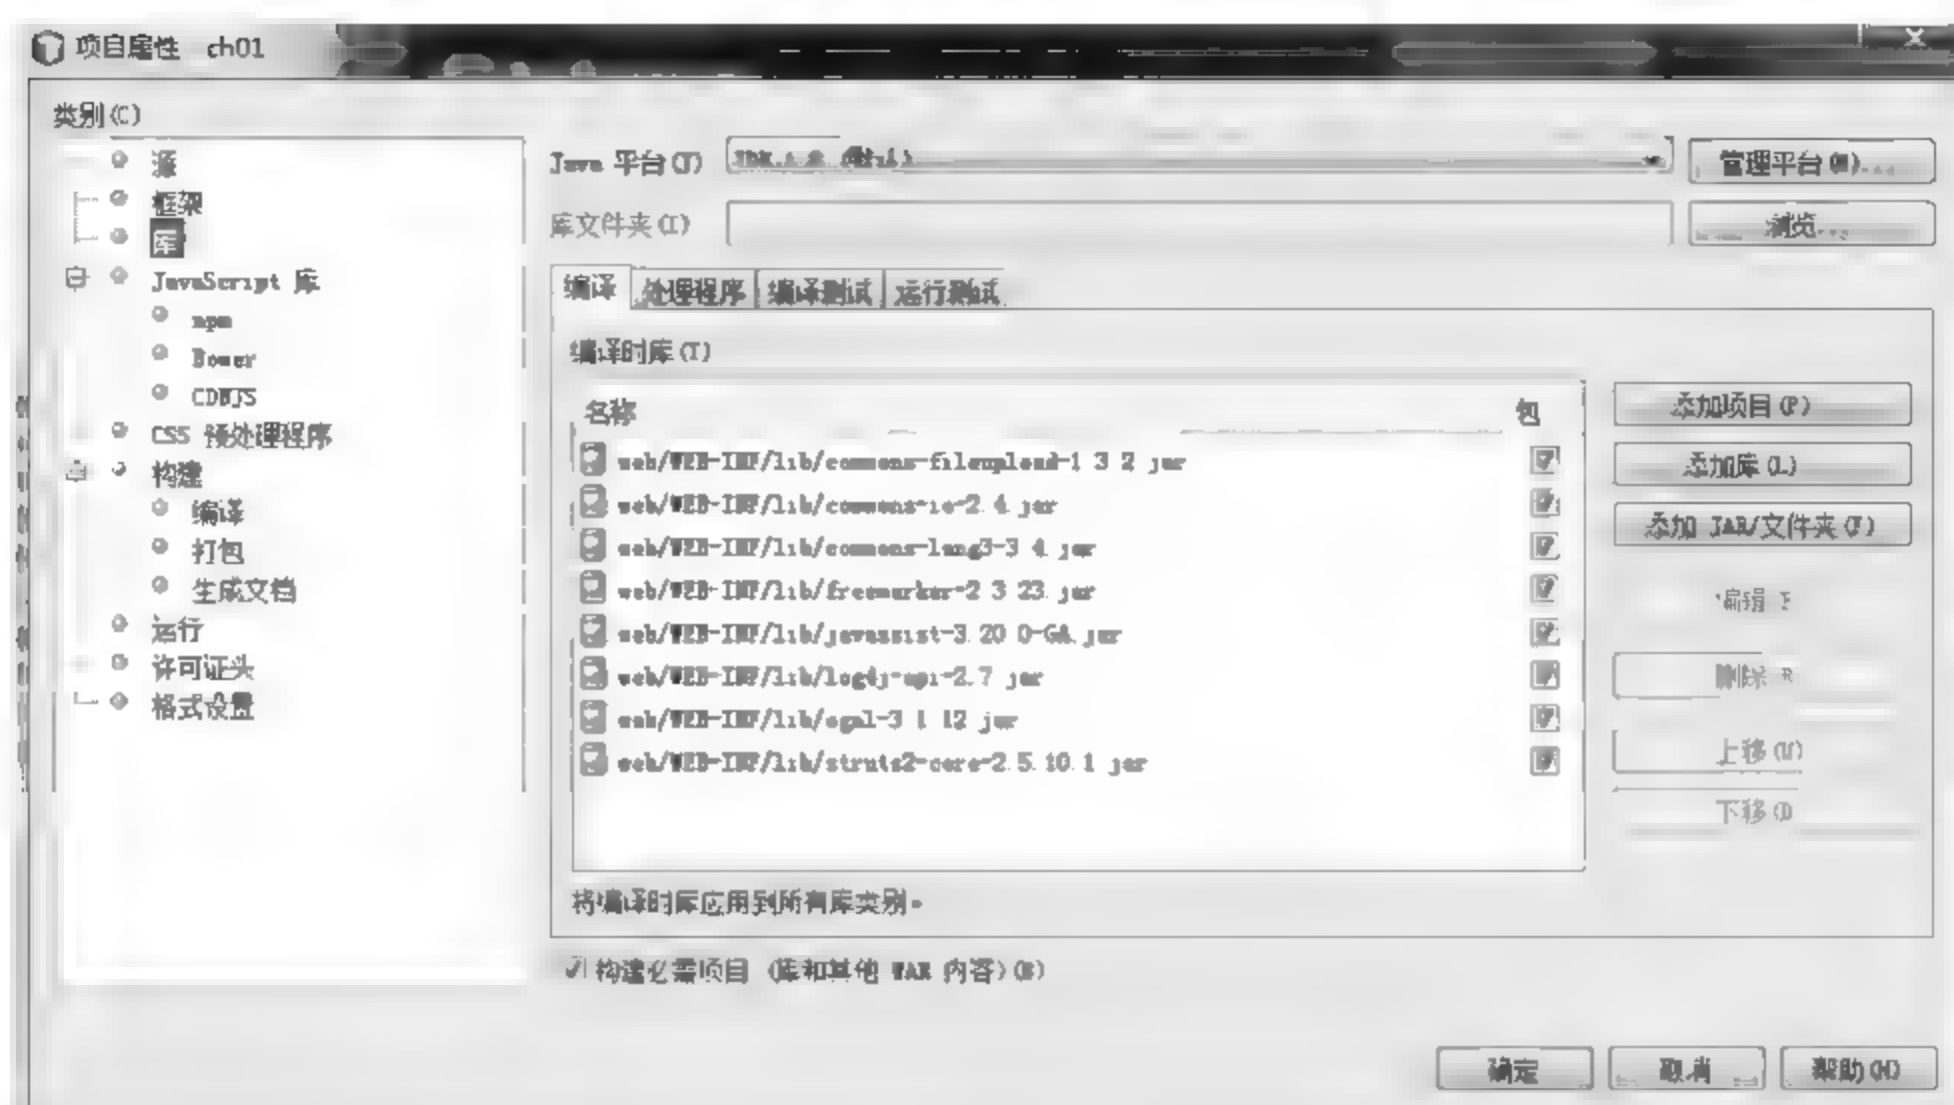 项目属性 ch01
类别(C)
源
框架
库
JavaScript 库
npm
Bower
CDNJS
CSS 预处理程序
构建
编译
打包
生成文档
运行
许可证头
格式设置
Java 平台(J)
管理平台(M)...
库文件夹(I)
浏览...
编译 处理程序 编译测试 运行测试
编译时库(T)
名称 包
web/WEB-INF/lib/commons-fileupload-1 3 2 jar
web/WEB-INF/lib/commons-io-2.4.jar
web/WEB-INF/lib/commons-lang3-3 4 jar
web/WEB-INF/lib/freemarker-2 3 23.jar
web/WEB-INF/lib/javassist-3.20 0-GA.jar
web/WEB-INF/lib/log4j-api-2.7 jar
web/WEB-INF/lib/ognl-3 1 12 jar
web/WEB-INF/lib/struts2-core-2.5.10.1 jar
添加项目(P)
添加库(L)
添加 JAR/文件夹(F)
编辑 E
删除 R
上移(U)
下移(D
将编译时库应用到所有库类别。
构建必需项目 (库和其他 WAR 内容)(B)
确定 取消 帮助(H)